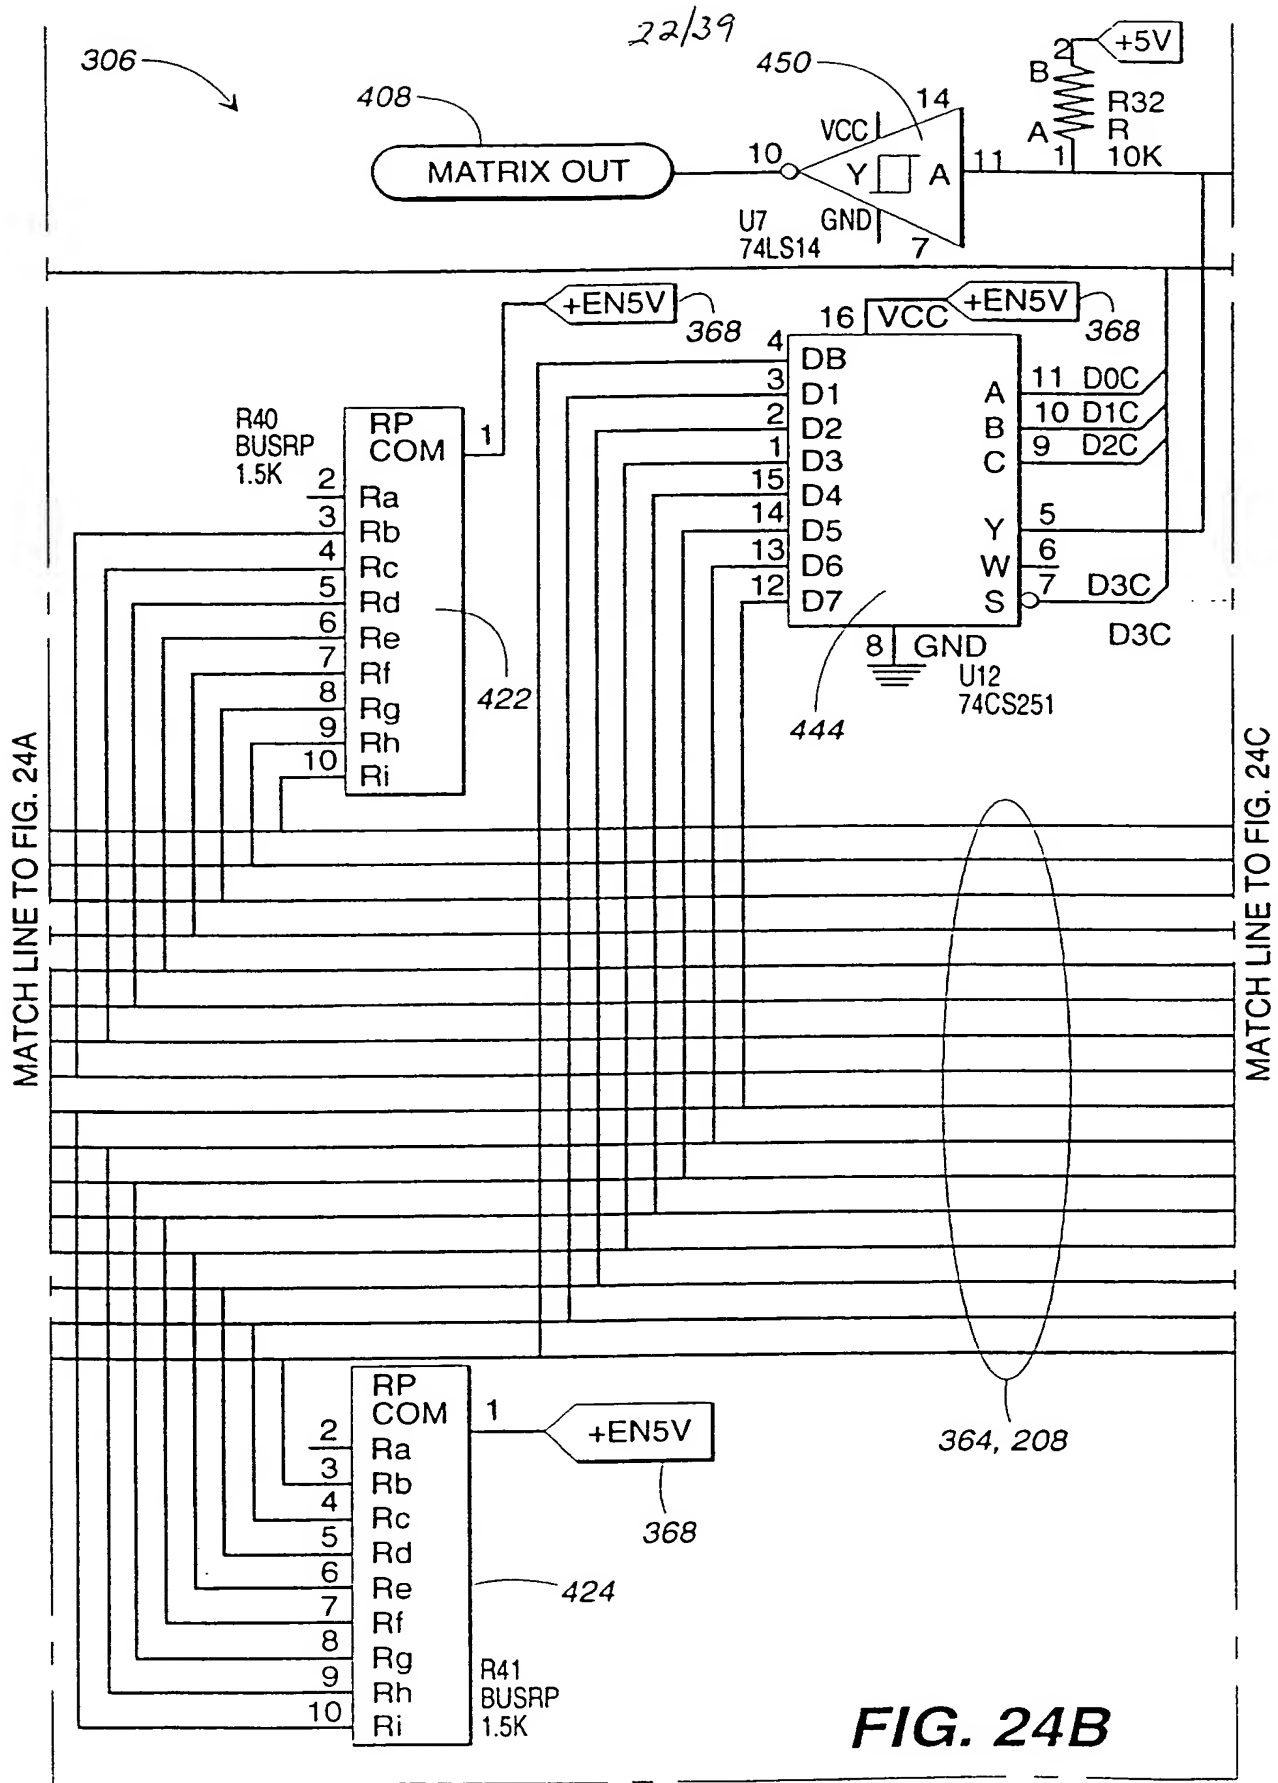 22/39
306
408
MATRIX OUT
450
14
VCC
10
Y
A
11
GND
7
U7
74LS14
+5V
2
B
A
1
R32
R
10K
+EN5V
368
16
VCC
+EN5V
368
4 DB
3 D1
2 D2
1 D3
15 D4
14 D5
13 D6
12 D7
A 11 D0C
B 10 D1C
C 9 D2C
Y 5
W 6
S 7 D3C
D3C
8 GND
U12
74CS251
444
R40
BUSRP
1.5K
RP
COM
1
2 Ra
3 Rb
4 Rc
5 Rd
6 Re
7 Rf
8 Rg
9 Rh
10 Ri
422
MATCH LINE TO FIG. 24A
MATCH LINE TO FIG. 24C
364, 208
RP
COM
1
+EN5V
368
2 Ra
3 Rb
4 Rc
5 Rd
6 Re
7 Rf
8 Rg
9 Rh
10 Ri
424
R41
BUSRP
1.5K
FIG. 24B